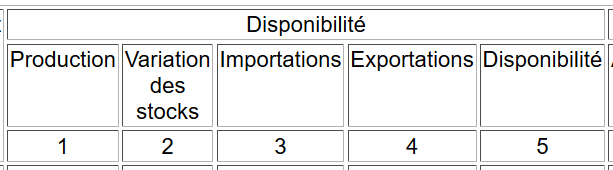 Disponibilité
Production Variation des stocks Importations Exportations Disponibilité
1 2 3 4 5